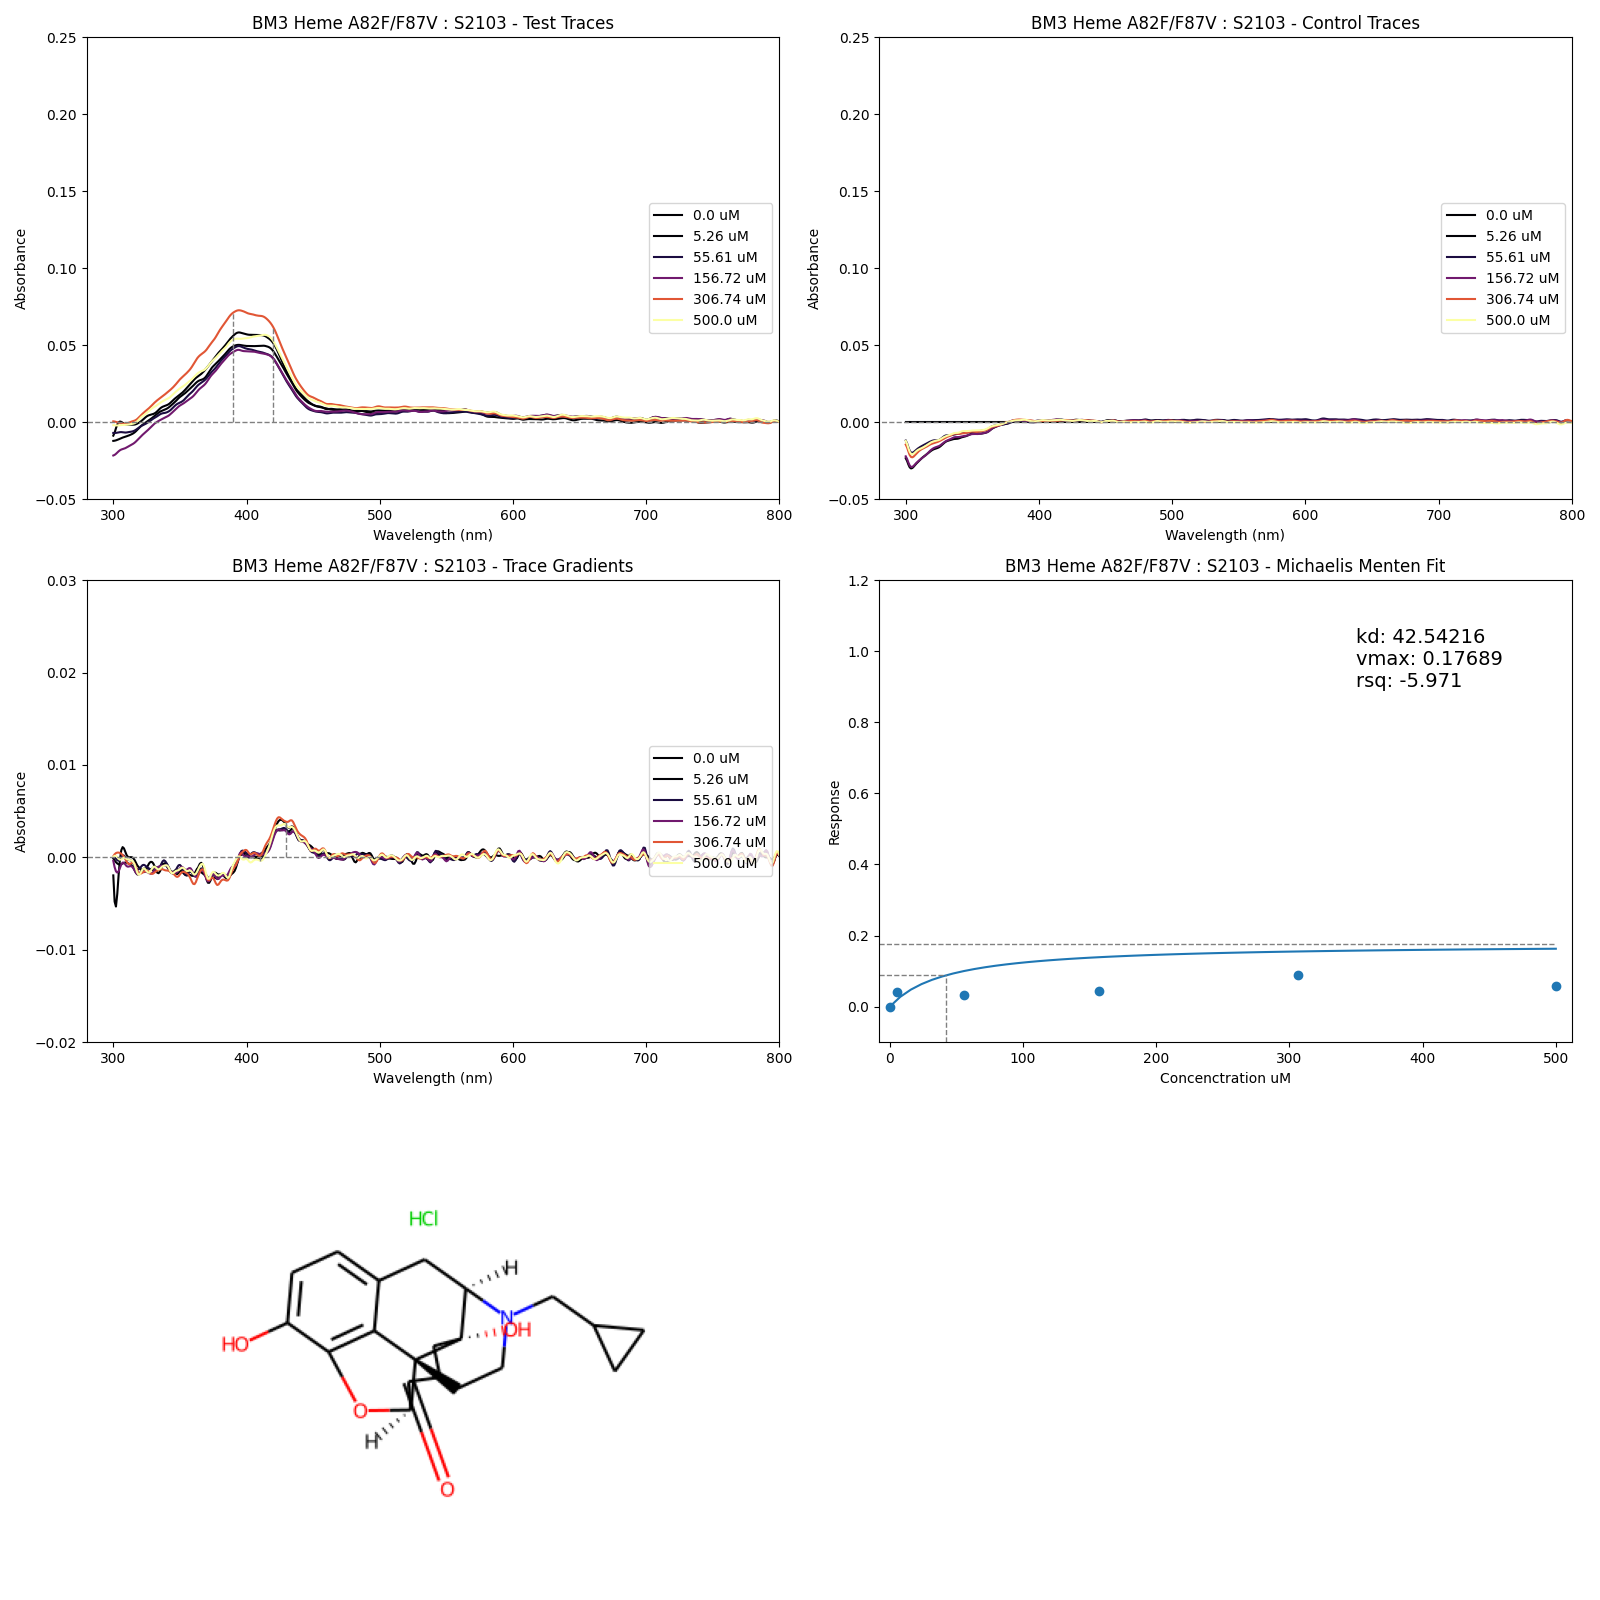 BM3 Heme A82F/F87V : S2103 - Test Traces
0.25
0.20
0.15
0.10
0.05
0.00
−0.05
Absorbance
300 400 500 600 700 800
Wavelength (nm)
0.0 uM
5.26 uM
55.61 uM
156.72 uM
306.74 uM
500.0 uM
BM3 Heme A82F/F87V : S2103 - Control Traces
0.25
0.20
0.15
0.10
0.05
0.00
−0.05
Absorbance
300 400 500 600 700 800
Wavelength (nm)
0.0 uM
5.26 uM
55.61 uM
156.72 uM
306.74 uM
500.0 uM
BM3 Heme A82F/F87V : S2103 - Trace Gradients
0.03
0.02
0.01
0.00
−0.01
−0.02
Absorbance
300 400 500 600 700 800
Wavelength (nm)
0.0 uM
5.26 uM
55.61 uM
156.72 uM
306.74 uM
500.0 uM
BM3 Heme A82F/F87V : S2103 - Michaelis Menten Fit
1.2
1.0
0.8
0.6
0.4
0.2
0.0
Response
0 100 200 300 400 500
Concenctration uM
kd: 42.54216
vmax: 0.17689
rsq: -5.971
HCl
H
N
OH
HO
O
H
O